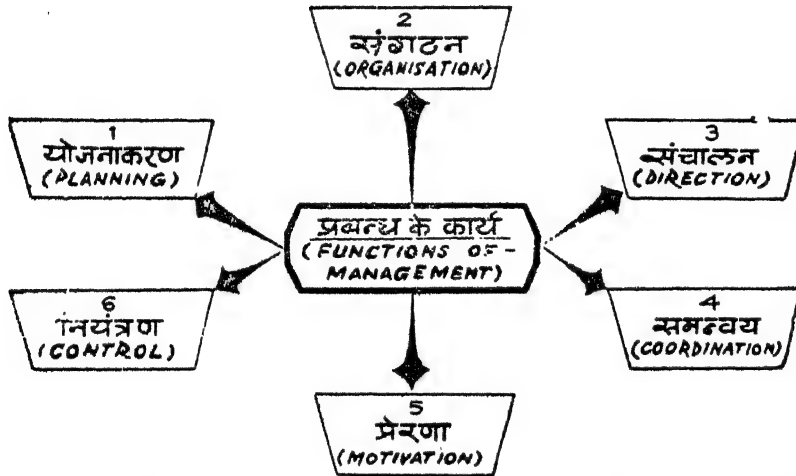 1
योजनाकरण
(PLANNING)
2
संगठन
(ORGANISATION)
3
संचालन
(DIRECTION)
प्रबन्ध के कार्य
(FUNCTIONS OF-
MANAGEMENT)
6
नियंत्रण
(CONTROL)
4
समन्वय
(COORDINATION)
5
प्रेरणा
(MOTIVATION)